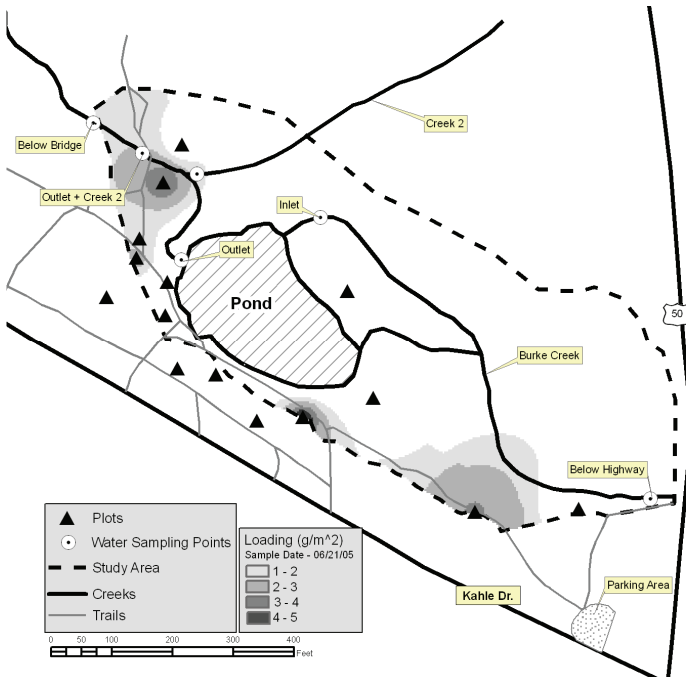 Creek 2
Below Bridge
Outlet + Creek 2
Inlet
Outlet
Pond
50
Burke Creek
Below Highway
Plots
Water Sampling Points
Study Area
Creeks
Trails
Loading (g/m^2)
Sample Date - 06/21/05
1 - 2
2 - 3
3 - 4
4 - 5
Kahle Dr.
Parking Area
0 50 100 200 300 400
Feet